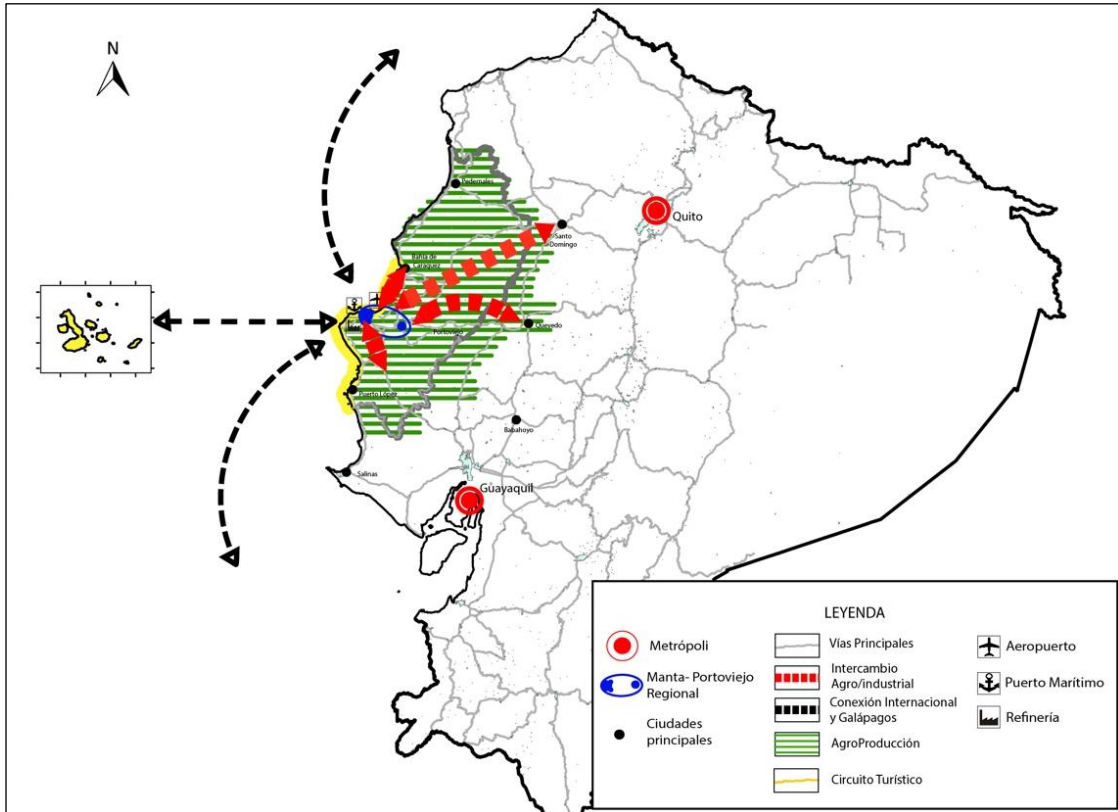 N
Pedernales
Quito
Santo
Domingo
Bahía de
Caraquez
Portoviejo
Quevedo
Puerto López
Babahoyo
Salinas
Guayaquil
LEYENDA
Metrópoli
Manta- Portoviejo
Regional
Ciudades
principales
Vías Principales
Intercambio
Agro/industrial
Conexión Internacional
y Galápagos
AgroProducción
Circuito Turístico
Aeropuerto
Puerto Marítimo
Refinería